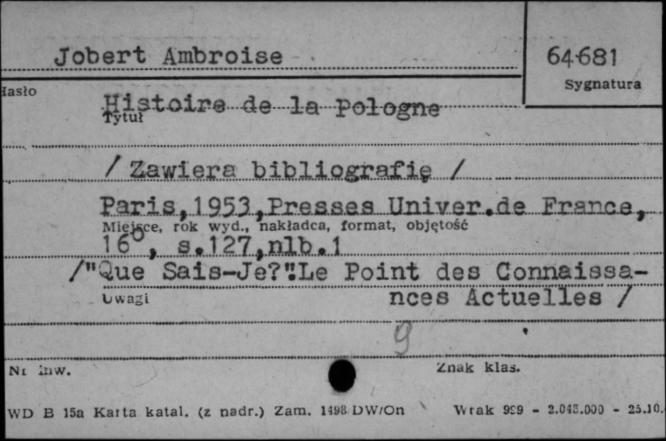 Jobert Ambroise
64681
Sygnatura
Hasło
Histoire de la Pologne
Tytuł
/ Zawiera bibliografię /
Paris,1953,Presses Univer.de France,
Miejsce, rok wyd., nakładca, format, objętość
16º, s.127,nlb.1
/"Que Sais-Je?".Le Point des Connaissa-
Uwagi
nces Actuelles /
9
Nr inw.
Znak klas.
WD B 15a Karta katal. (z nadr.) Zam. 1498 DW/On Wrak 929 - 2.045.000 - 25.10.